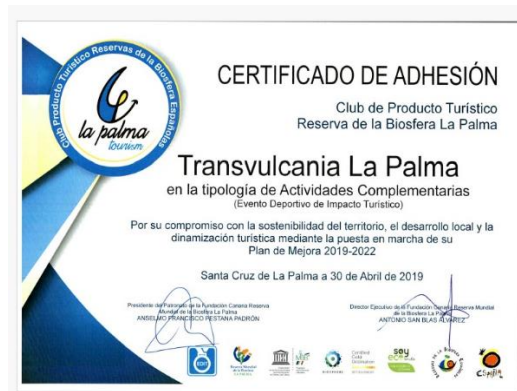 Club Producto Turístico Reservas de la Biosfera Españolas
la palma
tourism
CERTIFICADO DE ADHESIÓN
Club de Producto Turístico
Reserva de la Biosfera La Palma
Transvulcania La Palma
en la tipología de Actividades Complementarias
(Evento Deportivo de Impacto Turístico)
Por su compromiso con la sostenibilidad del territorio, el desarrollo local y la
dinamización turística mediante la puesta en marcha de su
Plan de Mejora 2019-2022
Santa Cruz de La Palma a 30 de Abril de 2019
Presidente del Patronato de la Fundación Canaria Reserva
Mundial de la Biosfera La Palma
ANSELMO FRANCISCO PESTANA PADRÓN
Director Ejecutivo de la Fundación Canaria Reserva Mundial
de la Biosfera La Palma
ANTONIO SAN BLAS ÁLVAREZ
soy
eco
España